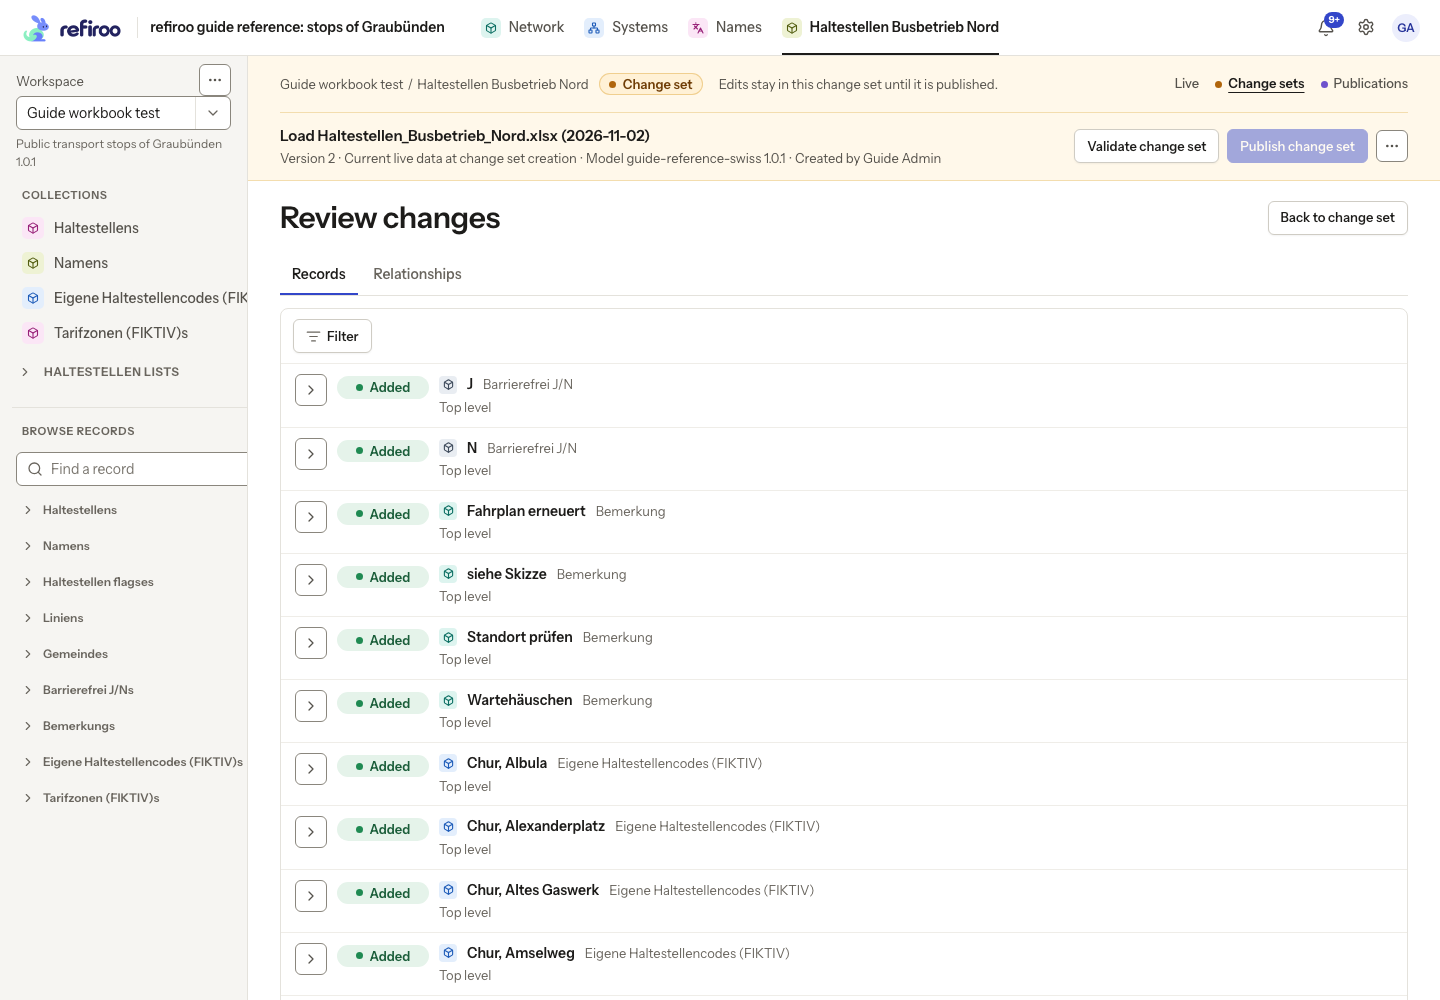 refiroo
refiroo guide reference: stops of Graubünden
Network
Systems
Names
Haltestellen Busbetrieb Nord
9+
GA
Workspace
Guide workbook test
Public transport stops of Graubünden
1.0.1
COLLECTIONS
Haltestellens
Namens
Eigene Haltestellencodes (FIK
Tarifzonen (FIKTIV)s
HALTESTELLEN LISTS
BROWSE RECORDS
Find a record
Haltestellens
Namens
Haltestellen flagses
Liniens
Gemeindes
Barrierefrei J/Ns
Bemerkungs
Eigene Haltestellencodes (FIKTIV)s
Tarifzonen (FIKTIV)s
Guide workbook test / Haltestellen Busbetrieb Nord
Change set
Edits stay in this change set until it is published.
Live
Change sets
Publications
Load Haltestellen_Busbetrieb_Nord.xlsx (2026-11-02)
Version 2 · Current live data at change set creation · Model guide-reference-swiss 1.0.1 · Created by Guide Admin
Validate change set
Publish change set
Review changes
Back to change set
Records
Relationships
Filter
Added J Barrierefrei J/N
Top level
Added N Barrierefrei J/N
Top level
Added Fahrplan erneuert Bemerkung
Top level
Added siehe Skizze Bemerkung
Top level
Added Standort prüfen Bemerkung
Top level
Added Wartehäuschen Bemerkung
Top level
Added Chur, Albula Eigene Haltestellencodes (FIKTIV)
Top level
Added Chur, Alexanderplatz Eigene Haltestellencodes (FIKTIV)
Top level
Added Chur, Altes Gaswerk Eigene Haltestellencodes (FIKTIV)
Top level
Added Chur, Amselweg Eigene Haltestellencodes (FIKTIV)
Top level